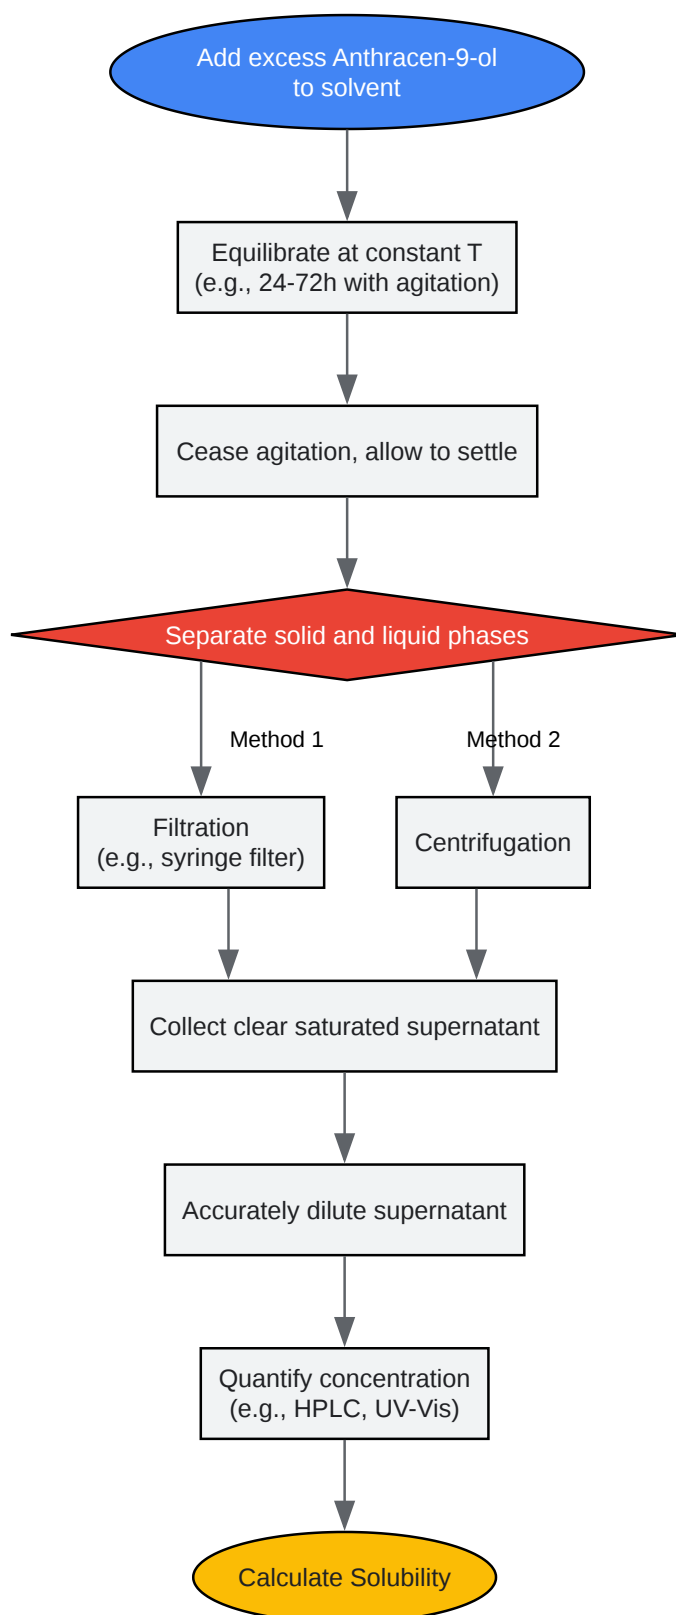 Add excess Anthracen-9-ol
to solvent
Equilibrate at constant T
(e.g., 24-72h with agitation)
Cease agitation, allow to settle
Separate solid and liquid phases
Method 1
Method 2
Filtration
(e.g., syringe filter)
Centrifugation
Collect clear saturated supernatant
Accurately dilute supernatant
Quantify concentration
(e.g., HPLC, UV-Vis)
Calculate Solubility